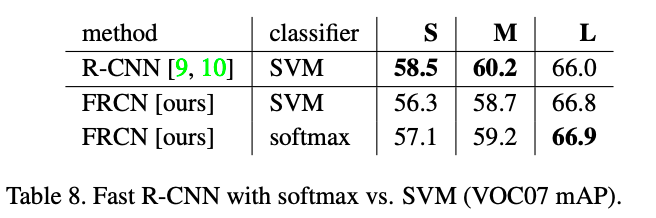 method classifier S M L
R-CNN [9, 10] SVM 58.5 60.2 66.0
FRCN [ours] SVM 56.3 58.7 66.8
FRCN [ours] softmax 57.1 59.2 66.9
Table 8. Fast R-CNN with softmax vs. SVM (VOC07 mAP).